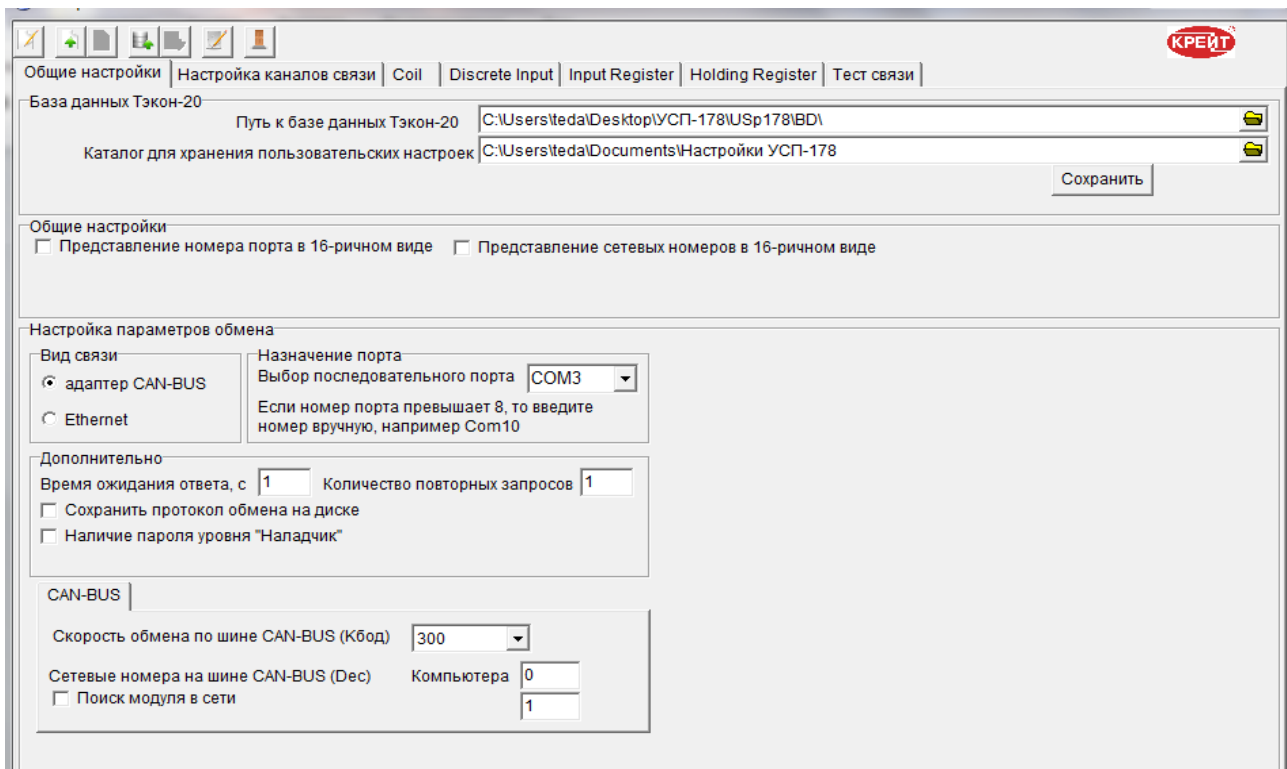 КРЕЙТ
Общие настройки Настройка каналов связи Coil Discrete Input Input Register Holding Register Тест связи
База данных Тэкон-20
Путь к базе данных Тэкон-20 C:\Users\teda\Desktop\УСП-178\USp178\BD\
Каталог для хранения пользовательских настроек C:\Users\teda\Documents\Настройки УСП-178
Сохранить
Общие настройки
Представление номера порта в 16-ричном виде Представление сетевых номеров в 16-ричном виде
Настройка параметров обмена
Вид связи Назначение порта
адаптер CAN-BUS Выбор последовательного порта COM3
Ethernet Если номер порта превышает 8, то введите
номер вручную, например Com10
Дополнительно
Время ожидания ответа, с 1 Количество повторных запросов 1
Сохранить протокол обмена на диске
Наличие пароля уровня "Наладчик"
CAN-BUS
Скорость обмена по шине CAN-BUS (Кбод) 300
Сетевые номера на шине CAN-BUS (Dec) Компьютера 0
Поиск модуля в сети 1